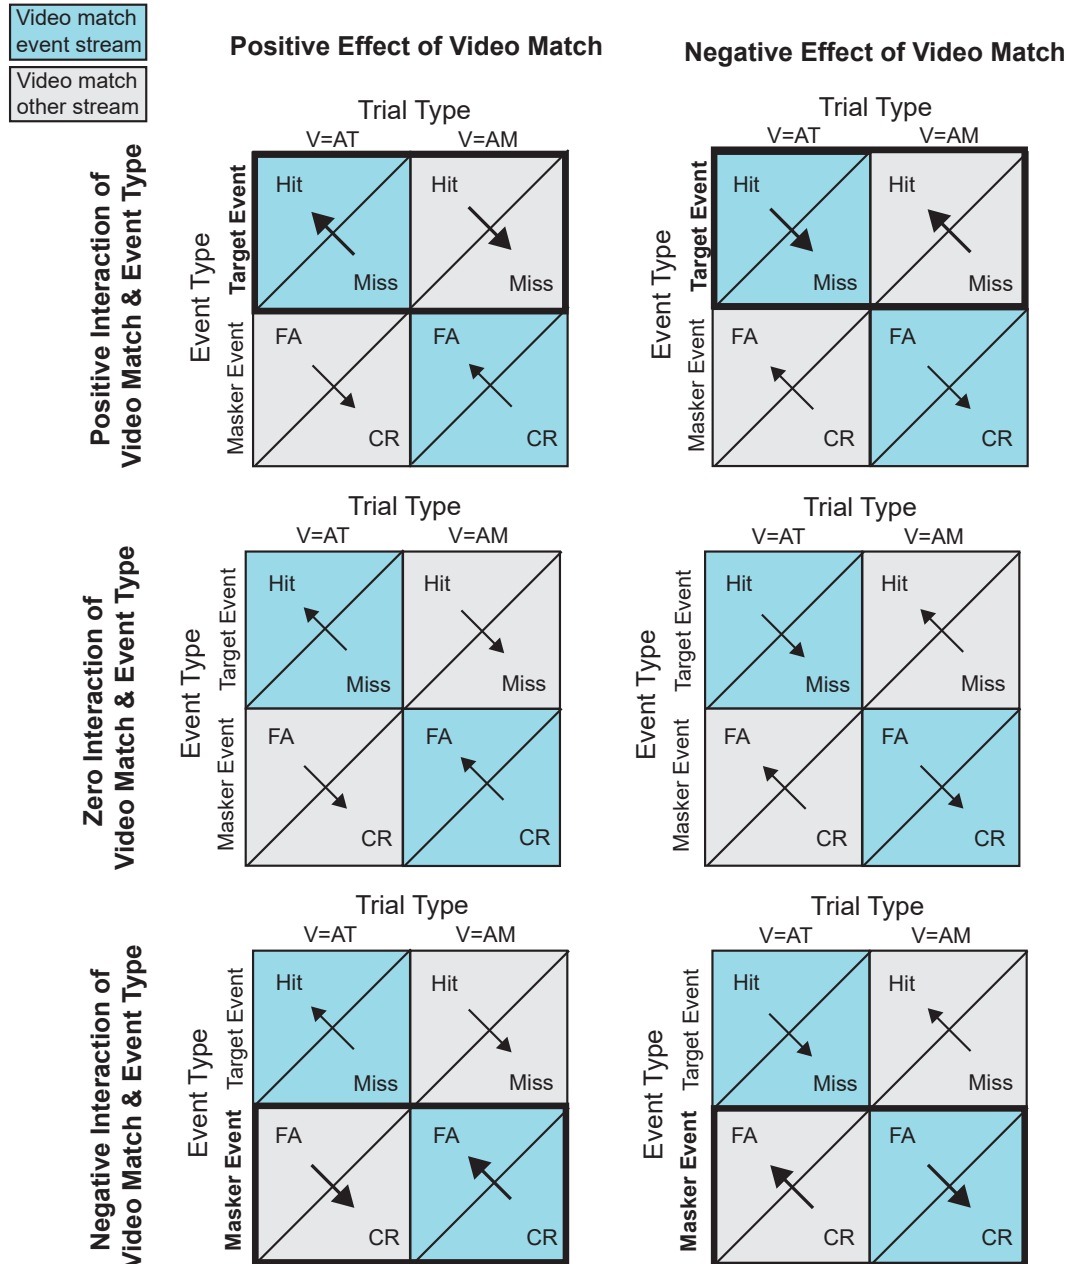 Video match
event stream
Video match
other stream
Positive Effect of Video Match
Negative Effect of Video Match
Positive Interaction of
Video Match & Event Type
Trial Type
V=AT
V=AM
Event Type
Target Event
Masker Event
Hit
Miss
Hit
Miss
FA
CR
FA
CR
Trial Type
V=AT
V=AM
Event Type
Target Event
Masker Event
Hit
Miss
Hit
Miss
FA
CR
FA
CR
Zero Interaction of
Video Match & Event Type
Trial Type
V=AT
V=AM
Event Type
Target Event
Masker Event
Hit
Miss
Hit
Miss
FA
CR
FA
CR
Trial Type
V=AT
V=AM
Event Type
Target Event
Masker Event
Hit
Miss
Hit
Miss
FA
CR
FA
CR
Negative Interaction of
Video Match & Event Type
Trial Type
V=AT
V=AM
Event Type
Target Event
Masker Event
Hit
Miss
Hit
Miss
FA
CR
FA
CR
Trial Type
V=AT
V=AM
Event Type
Target Event
Masker Event
Hit
Miss
Hit
Miss
FA
CR
FA
CR